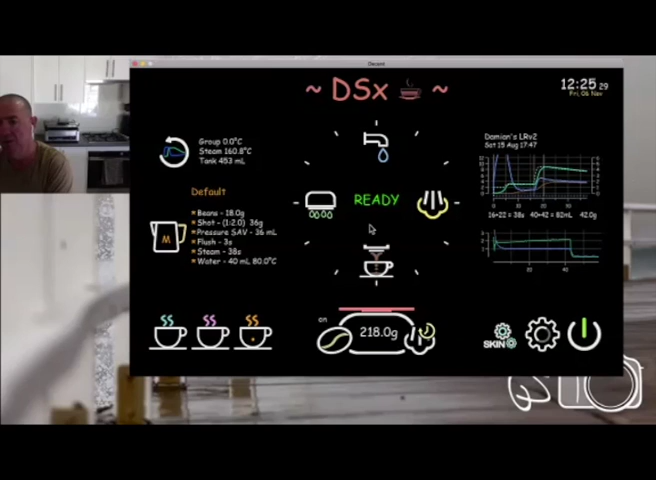 Decent
~ DSx ~
12:25 29
Fri, 06 Nov
Group 0.0°C
Steam 160.8°C
Tank 453 mL
Damian's LRv2
Sat 15 Aug 17:47
Default
READY
Beans - 18.0g
Shot - (1:2.0) 36g
Pressure SAV - 36 mL
Flush - 3s
Steam - 38s
Water - 40 mL 80.0°C
M
16+22 = 38s 40+42 = 82mL 42.0g
20 40
on
218.0g
SKIN